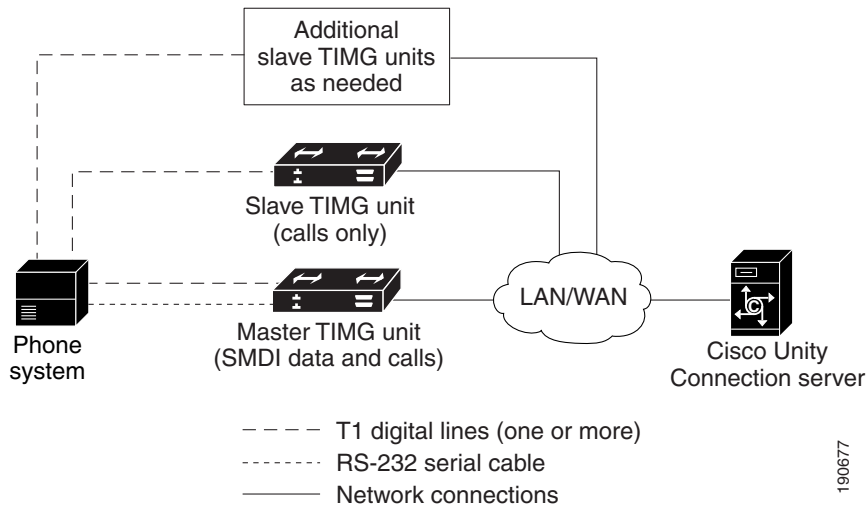 Additional
slave TIMG units
as needed
Slave TIMG unit
(calls only)
LAN/WAN
Phone
system
Master TIMG unit
(SMDI data and calls)
Cisco Unity
Connection server
C
T1 digital lines (one or more)
RS-232 serial cable
Network connections
190677